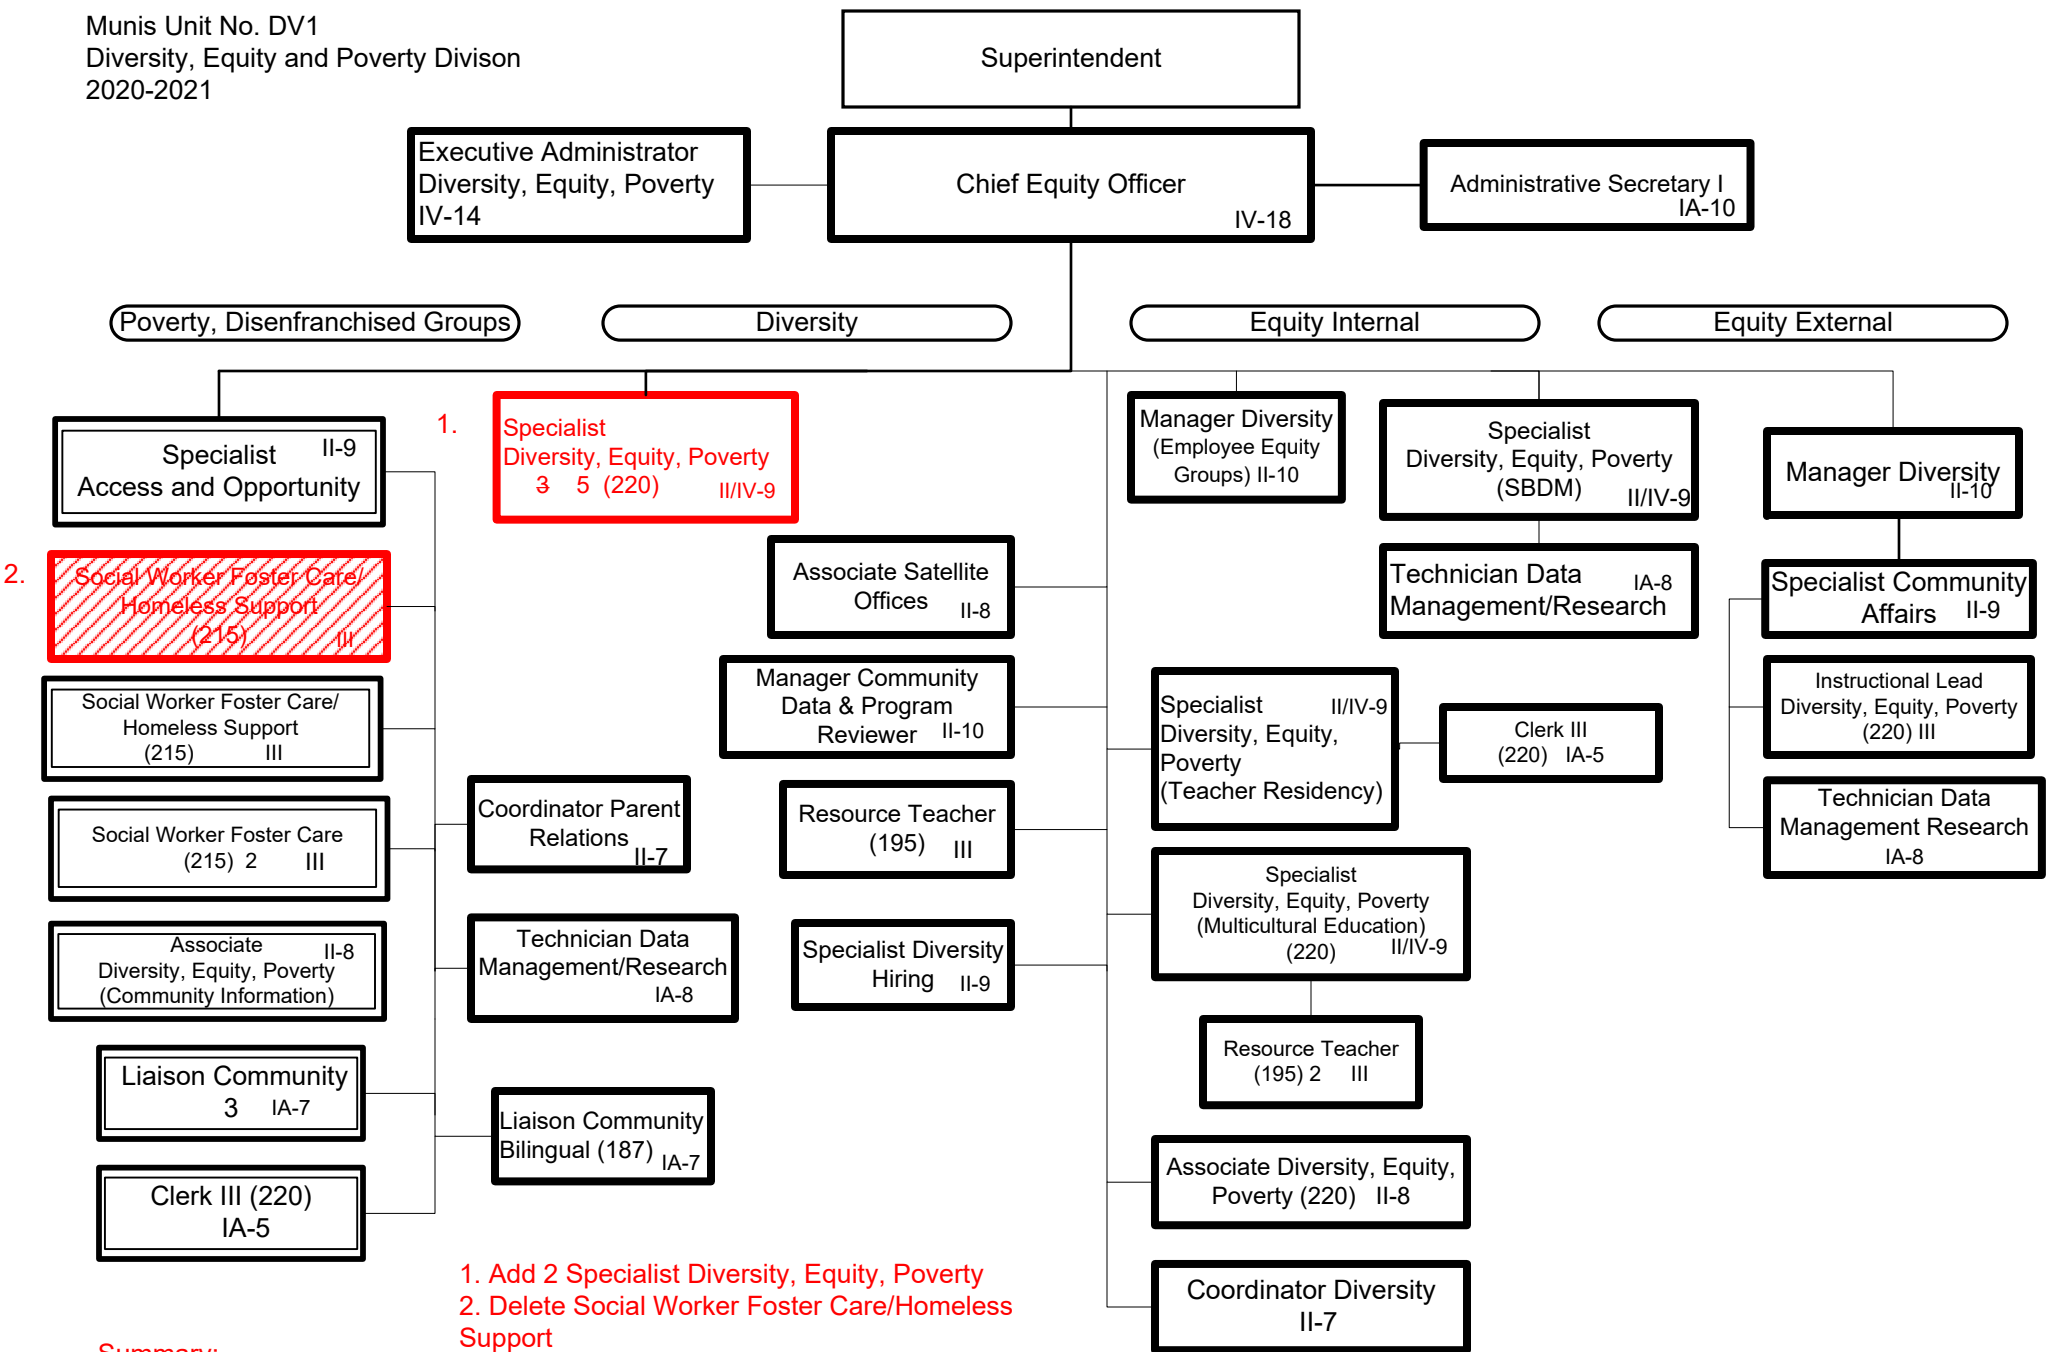 Munis Unit No. DV1
Diversity, Equity and Poverty Divison
2020-2021
Superintendent
Executive Administrator
Diversity, Equity, Poverty
IV-14
Chief Equity Officer
IV-18
Administrative Secretary I
IA-10
Poverty, Disenfranchised Groups
Diversity
Equity Internal
Equity External
Specialist II-9
Access and Opportunity
1.
Specialist
Diversity, Equity, Poverty
3 5 (220) II/IV-9
Manager Diversity
(Employee Equity
Groups) II-10
Specialist
Diversity, Equity, Poverty
(SBDM)
II/IV-9
Manager Diversity
II-10
2.
Social Worker Foster Care/
Homeless Support
(215) III
Associate Satellite
Offices II-8
Technician Data IA-8
Management/Research
Specialist Community
Affairs II-9
Social Worker Foster Care/
Homeless Support
(215) III
Manager Community
Data & Program
Reviewer II-10
Specialist II/IV-9
Diversity, Equity,
Poverty
(Teacher Residency)
Clerk III
(220) IA-5
Instructional Lead
Diversity, Equity, Poverty
(220) III
Social Worker Foster Care
(215) 2 III
Coordinator Parent
Relations
II-7
Resource Teacher
(195) III
Technician Data
Management Research
IA-8
Specialist
Diversity, Equity, Poverty
(Multicultural Education)
(220) II/IV-9
Associate II-8
Diversity, Equity, Poverty
(Community Information)
Technician Data
Management/Research
IA-8
Specialist Diversity
Hiring II-9
Resource Teacher
(195) 2 III
Liaison Community
3 IA-7
Liaison Community
Bilingual (187) IA-7
Associate Diversity, Equity,
Poverty (220) II-8
Clerk III (220)
IA-5
Coordinator Diversity
II-7
1. Add 2 Specialist Diversity, Equity, Poverty
2. Delete Social Worker Foster Care/Homeless
Support
Summary: